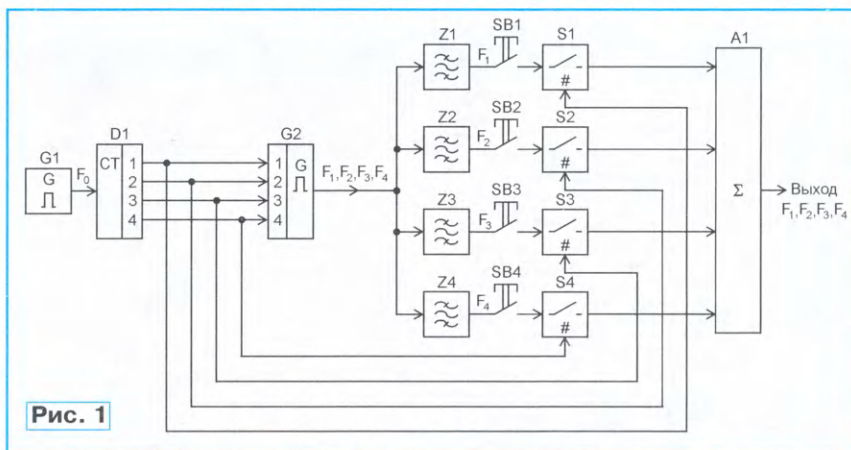 G1
G
F₀
D1
CT
1
2
3
4
G2
1
2
3
4
G
F₁,F₂,F₃,F₄
Z1
F₁
SB1
S1
#
Z2
F₂
SB2
S2
#
Z3
F₃
SB3
S3
#
Z4
F₄
SB4
S4
#
A1
Σ
Выход
F₁,F₂,F₃,F₄
Рис. 1